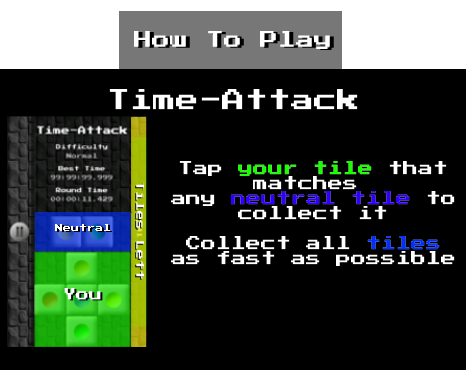 How To Play
Time-Attack
Time-Attack
Difficulty
Normal
Best Time
99:99:99.999
Round Time
00:00:11.429
Tiles Left
Neutral
You
Tap your tile that
matches
any neutral tile to
collect it
Collect all tiles
as fast as possible